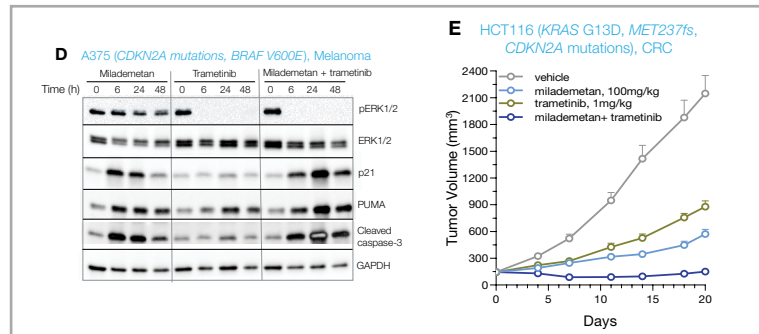 D A375 (CDKN2A mutations, BRAF V600E), Melanoma
Milademetan Trametinib Milademetan + trametinib
Time (h) 0 6 24 48 0 6 24 48 0 6 24 48
pERK1/2
ERK1/2
p21
PUMA
Cleaved
caspase-3
GAPDH
E HCT116 (KRAS G13D, MET237fs,
CDKN2A mutations), CRC
2400
2100
1800
1500
1200
900
600
300
0
Tumor Volume (mm³)
vehicle
milademetan, 100mg/kg
trametinib, 1mg/kg
milademetan+ trametinib
0 5 10 15 20
Days